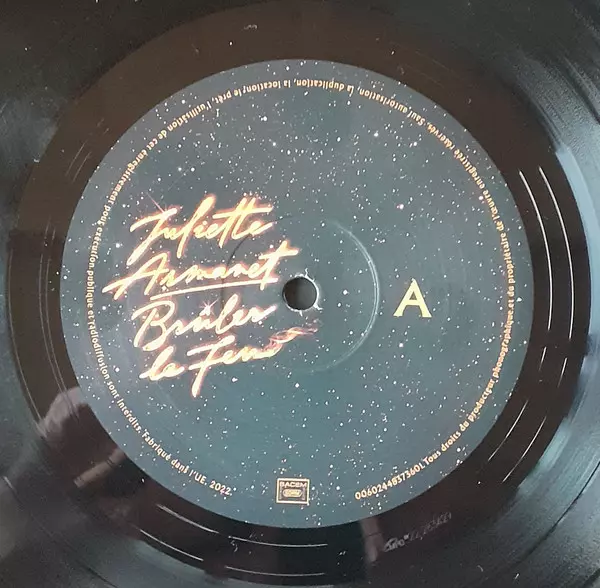 Juliette
Armanet
Brûler
le Feu
A
SACEM
00602448373601 Tous droits du producteur phonographique et du propriétaire de l'œuvre enregistrée réservés. Sauf autorisation, la duplication, la location, le prêt, l'utilisation de cet enregistrement pour exécution publique et radiodiffusion sont interdits. Fabriqué dans l'UE. 2022.